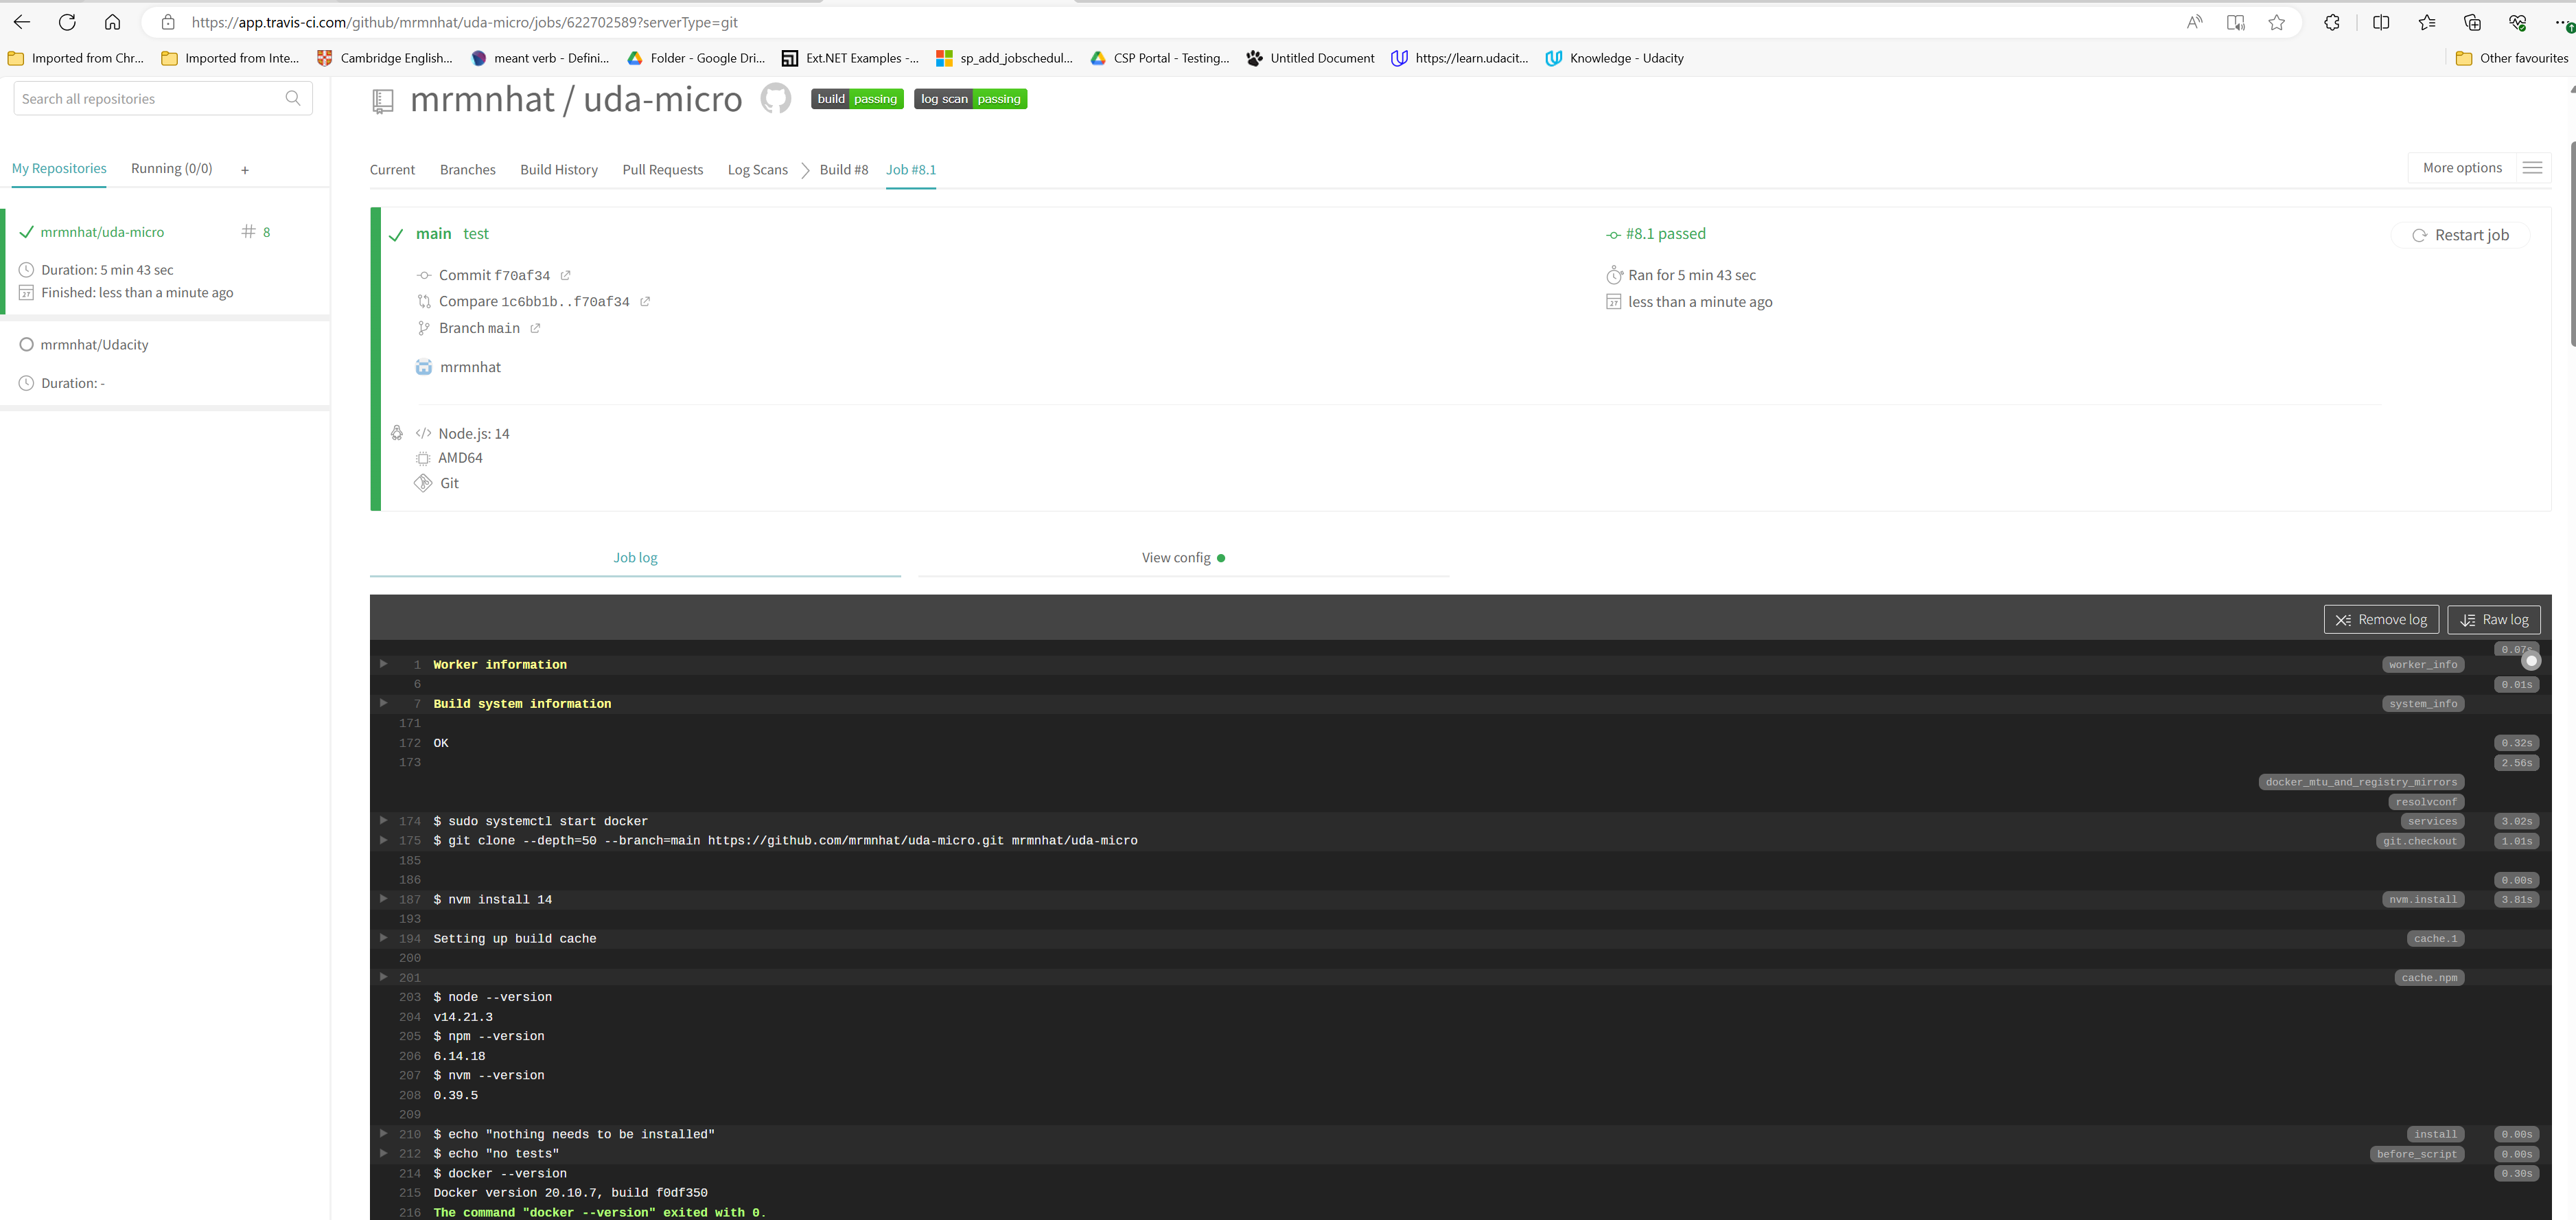 https://app.travis-ci.com/github/mrmnhat/uda-micro/jobs/622702589?serverType=git
Imported from Chr...
Imported from Inte...
Cambridge English...
meant verb - Defini...
Folder - Google Dri...
Ext.NET Examples -...
sp_add_jobschedul...
CSP Portal - Testing...
Untitled Document
https://learn.udacit...
Knowledge - Udacity
Other favourites
Search all repositories
mrmnhat / uda-micro
build passing
log scan passing
My Repositories
Running (0/0)
+
Current
Branches
Build History
Pull Requests
Log Scans
Build #8
Job #8.1
More options
mrmnhat/uda-micro
# 8
Duration: 5 min 43 sec
Finished: less than a minute ago
mrmnhat/Udacity
Duration: -
main test
Commit f70af34
Compare 1c6bb1b..f70af34
Branch main
mrmnhat
#8.1 passed
Ran for 5 min 43 sec
less than a minute ago
Restart job
Node.js: 14
AMD64
Git
Job log
View config
Remove log
Raw log
0.07s
1 Worker information worker_info
6 0.01s
7 Build system information system_info
171
172 OK 0.32s
173 2.56s
docker_mtu_and_registry_mirrors
resolvconf
174 $ sudo systemctl start docker services 3.02s
175 $ git clone --depth=50 --branch=main https://github.com/mrmnhat/uda-micro.git mrmnhat/uda-micro git.checkout 1.01s
185
186 0.00s
187 $ nvm install 14 nvm.install 3.81s
193
194 Setting up build cache cache.1
200
201 cache.npm
203 $ node --version
204 v14.21.3
205 $ npm --version
206 6.14.18
207 $ nvm --version
208 0.39.5
209
210 $ echo "nothing needs to be installed" install 0.00s
212 $ echo "no tests" before_script 0.00s
214 $ docker --version 0.30s
215 Docker version 20.10.7, build f0df350
216 The command "docker --version" exited with 0.